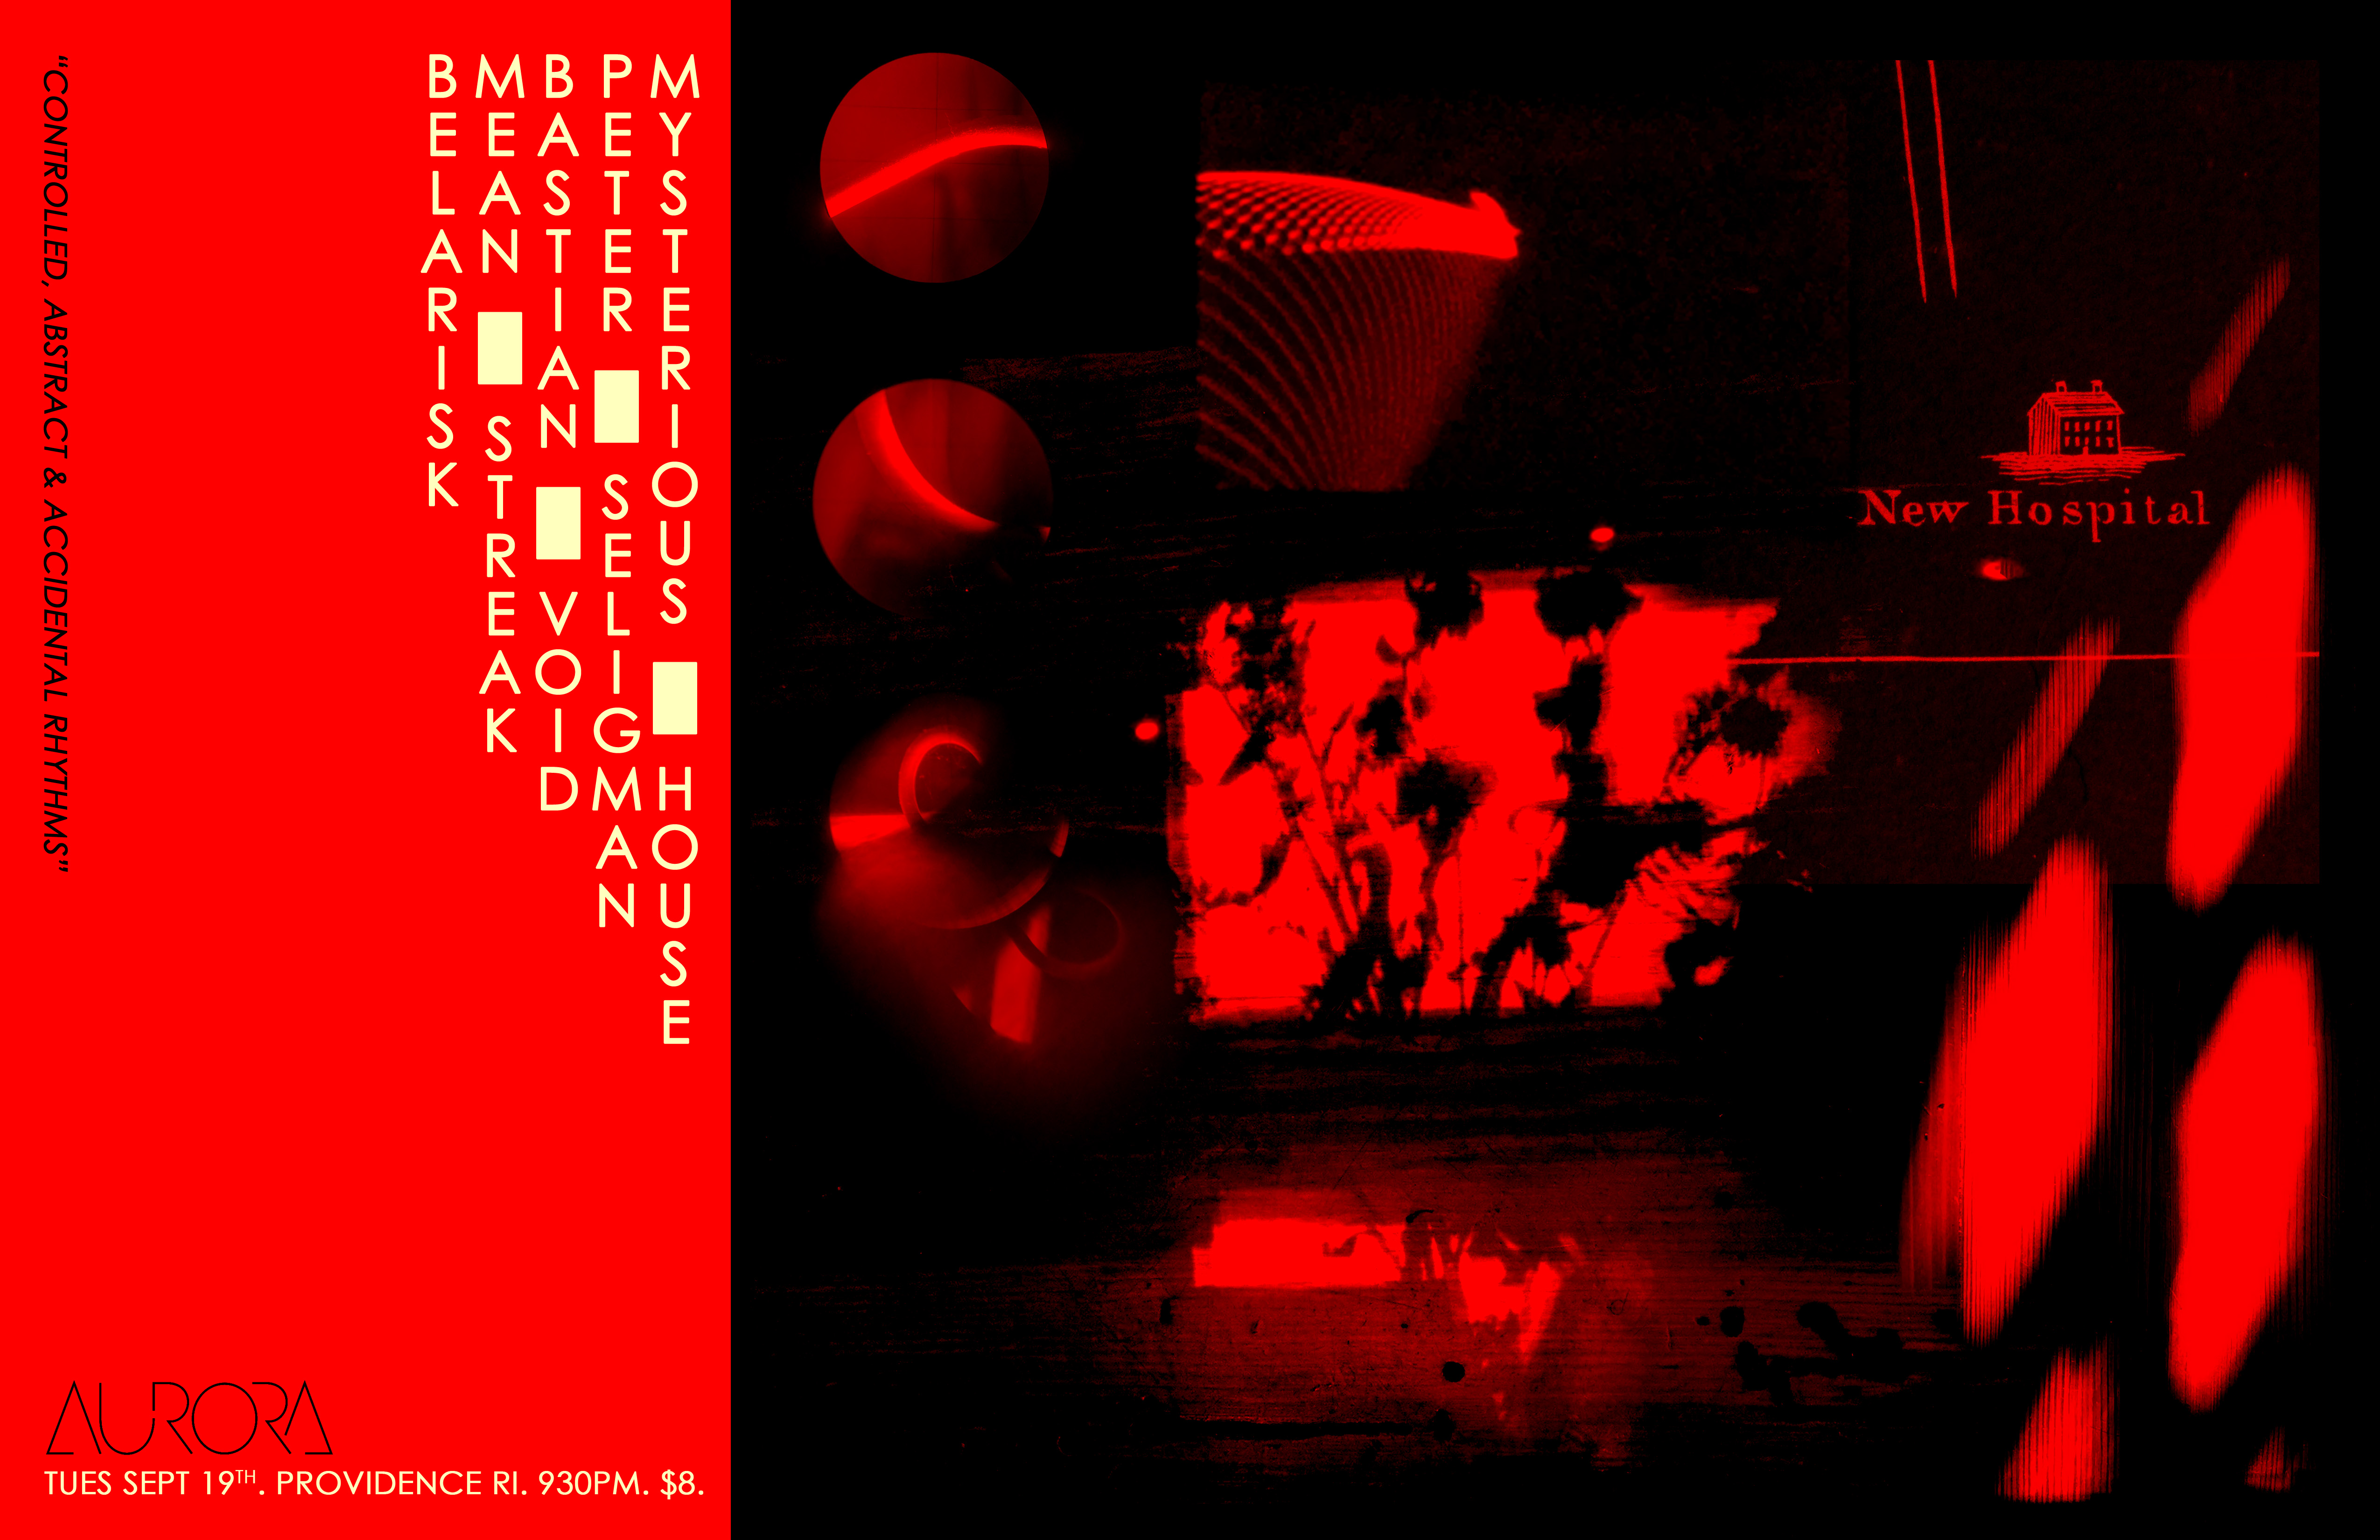 “CONTROLLED, ABSTRACT & ACCIDENTAL RHYTHMS”
BELARISK
MEAN STREAK
BASTIAN VOID
PETER SELIGMAN
MYSTERIOUS HOUSE
New Hospital
AURORA
TUES SEPT 19TH. PROVIDENCE RI. 930PM. $8.